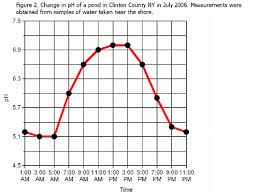 Figure 2. Change in pH of a pond in Clinton County NY in July 2006. Measurements were
obtained from samples of water taken near the shore.
7.5
6.9
6.3
5.7
5.1
4.5
pH
1:00 3:00 5:00 7:00 9:00 11:00 1:00 3:00 5:00 7:00 9:00 11:00
AM AM AM AM AM AM PM PM PM PM PM PM
Time